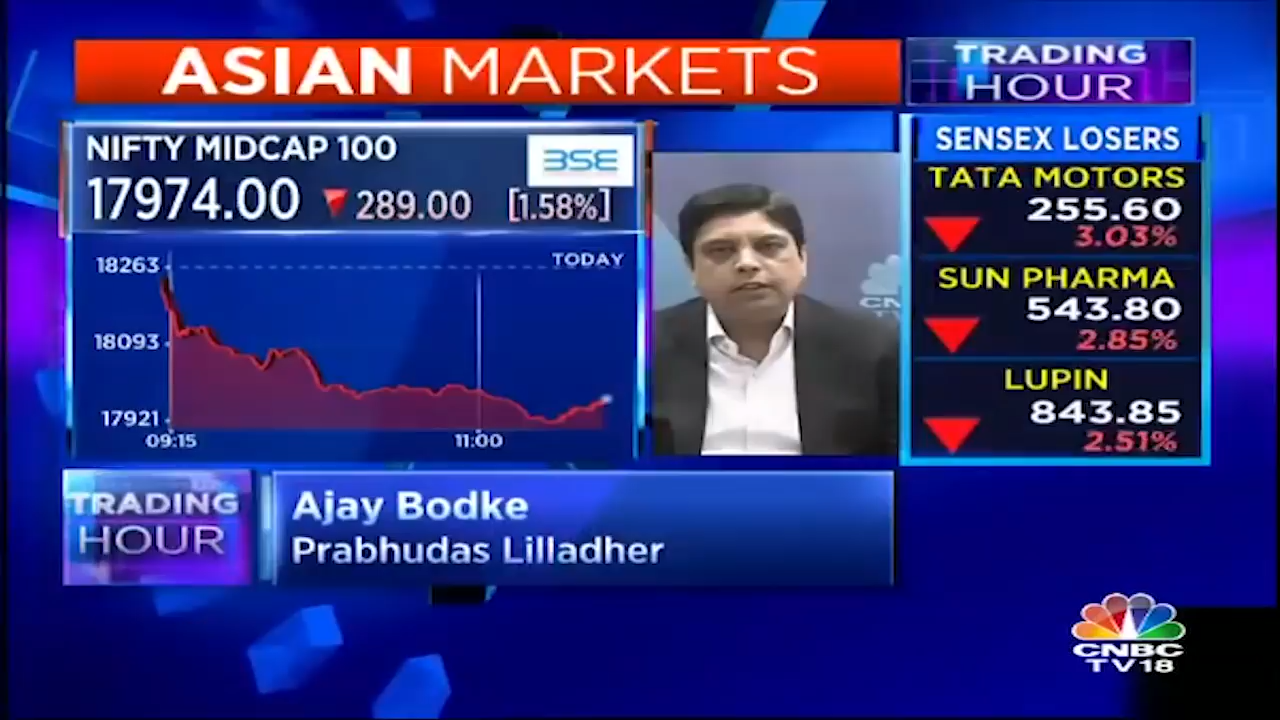 ASIAN MARKETS
TRADING
HOUR
NIFTY MIDCAP 100
BSE
17974.00 289.00 [1.58%]
TODAY
18263
18093
17921
09:15 11:00
CN
TV
SENSEX LOSERS
TATA MOTORS
255.60
3.03%
SUN PHARMA
543.80
2.85%
LUPIN
843.85
2.51%
TRADING
HOUR
Ajay Bodke
Prabhudas Lilladher
CNBC
TV18